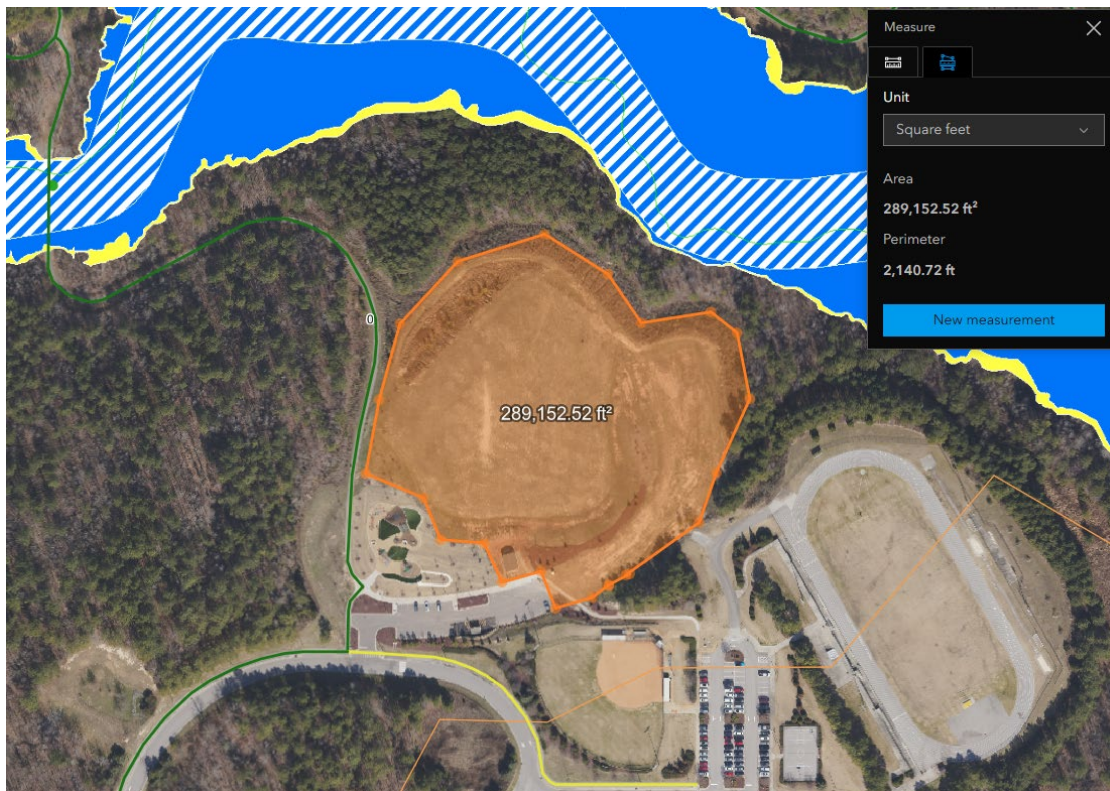 Measure
Unit
Square feet
Area
289,152.52 ft²
Perimeter
2,140.72 ft
New measurement
0
289,152.52 ft²